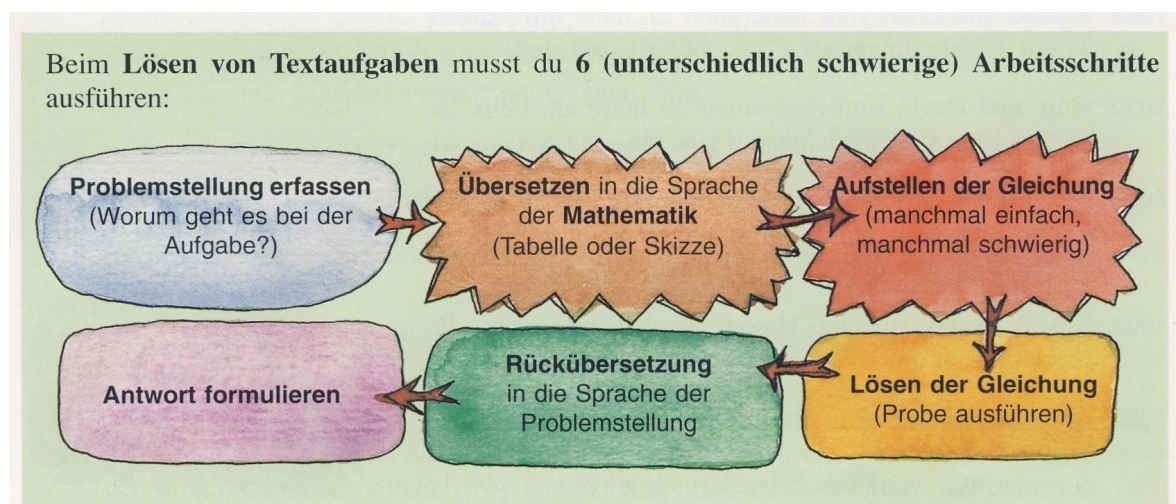 Beim Lösen von Textaufgaben musst du 6 (unterschiedlich schwierige) Arbeitsschritte
ausführen:
Problemstellung erfassen
(Worum geht es bei der
Aufgabe?)
Übersetzen in die Sprache
der Mathematik
(Tabelle oder Skizze)
Aufstellen der Gleichung
(manchmal einfach,
manchmal schwierig)
Lösen der Gleichung
(Probe ausführen)
Rückübersetzung
in die Sprache der
Problemstellung
Antwort formulieren